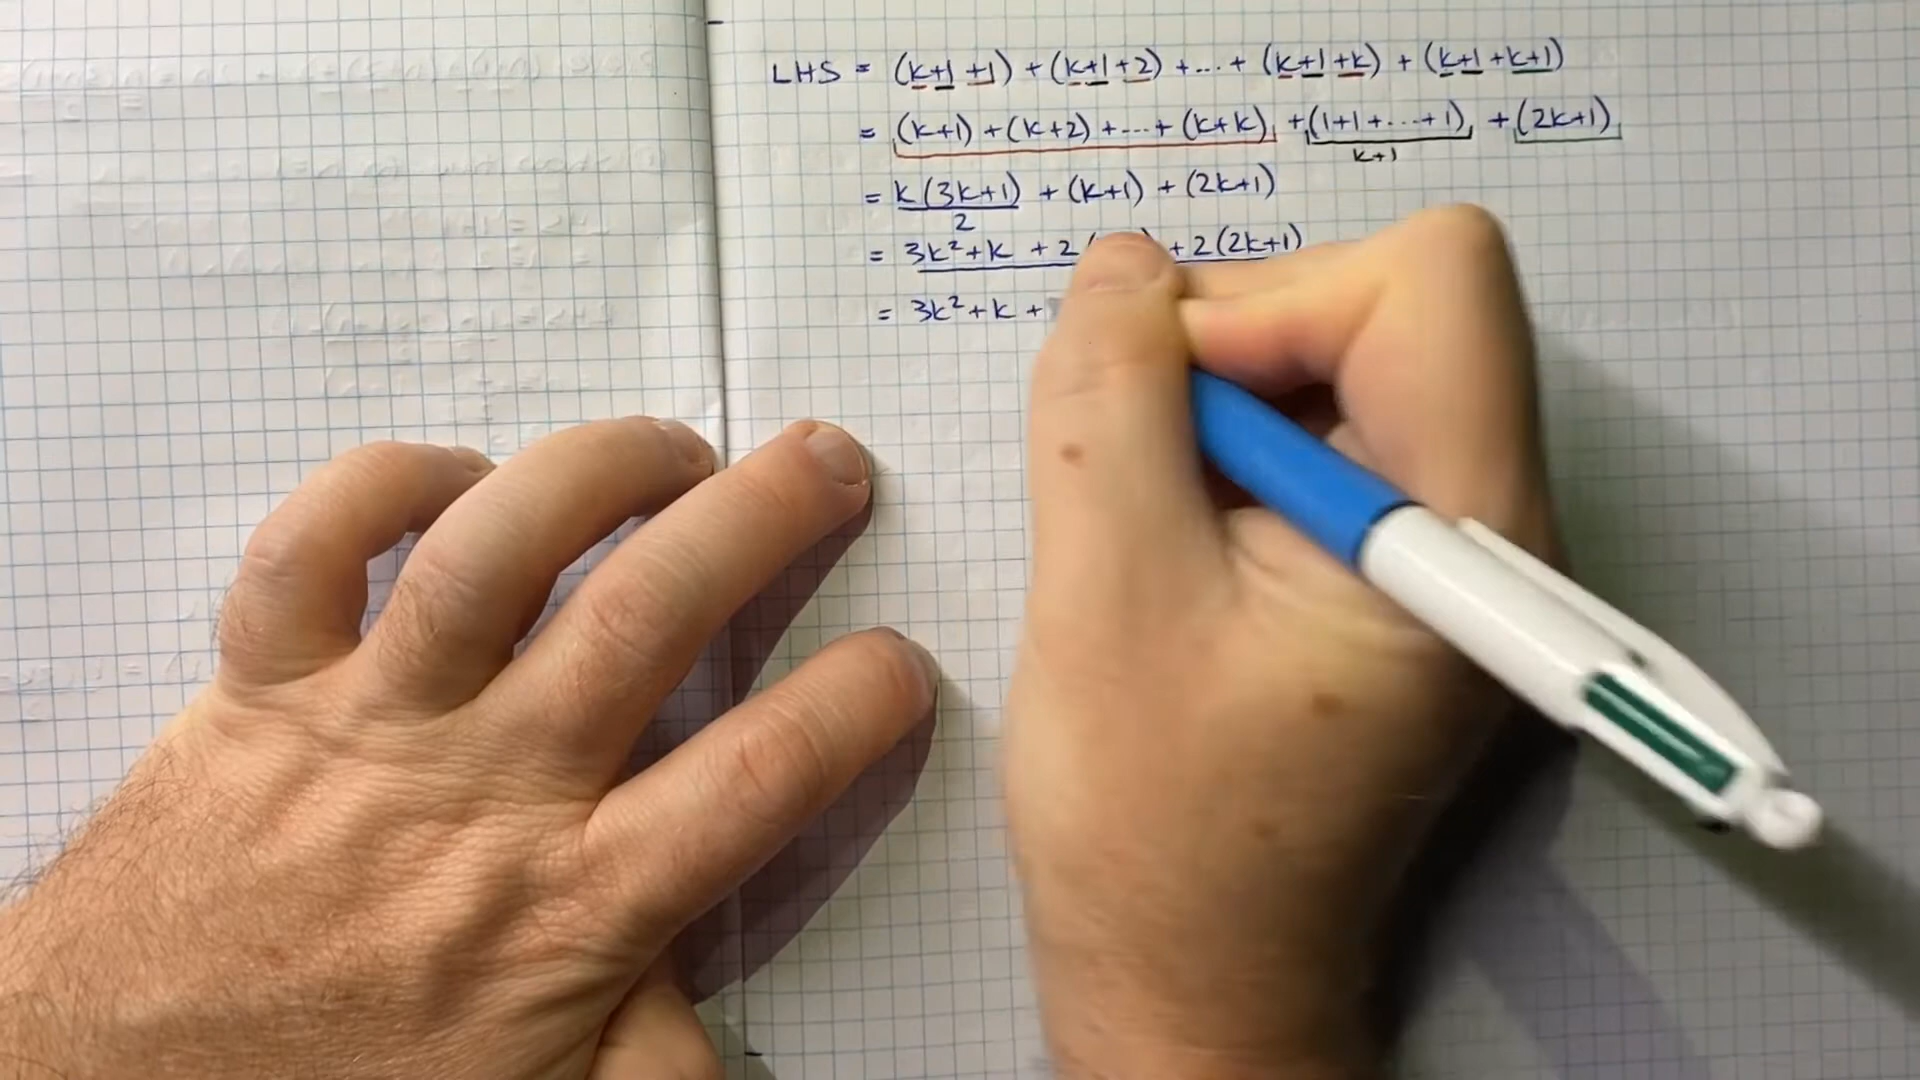 LHS = (k+1+1) + (k+1+2) + ... + (k+1+k) + (k+1+k+1)
= (k+1) + (k+2) + ... + (k+k) + (1+1+...+1) + (2k+1)
k+1
= k(3k+1) + (k+1) + (2k+1)
2
= 3k²+k + 2( ) + 2(2k+1)
= 3k²+k +